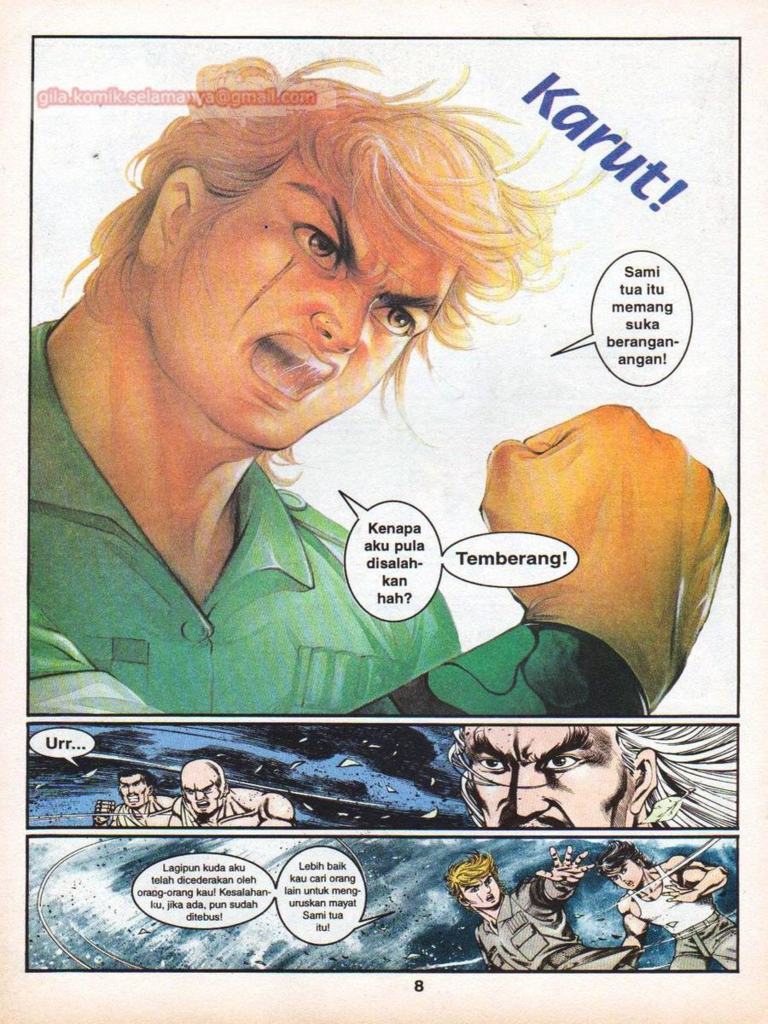 gila.komik.selamanya@gmail.com
Karut!
Sami
tua itu
memang
suka
berangan-
angan!
Kenapa
aku pula
disalah-
kan
hah?
Temberang!
Urr...
Lagipun kuda aku
telah dicederakan oleh
orang-orang kau! Kesalahan-
ku, jika ada, pun sudah
ditebus!
Lebih baik
kau cari orang
lain untuk meng-
uruskan mayat
Sami tua
itu!
8